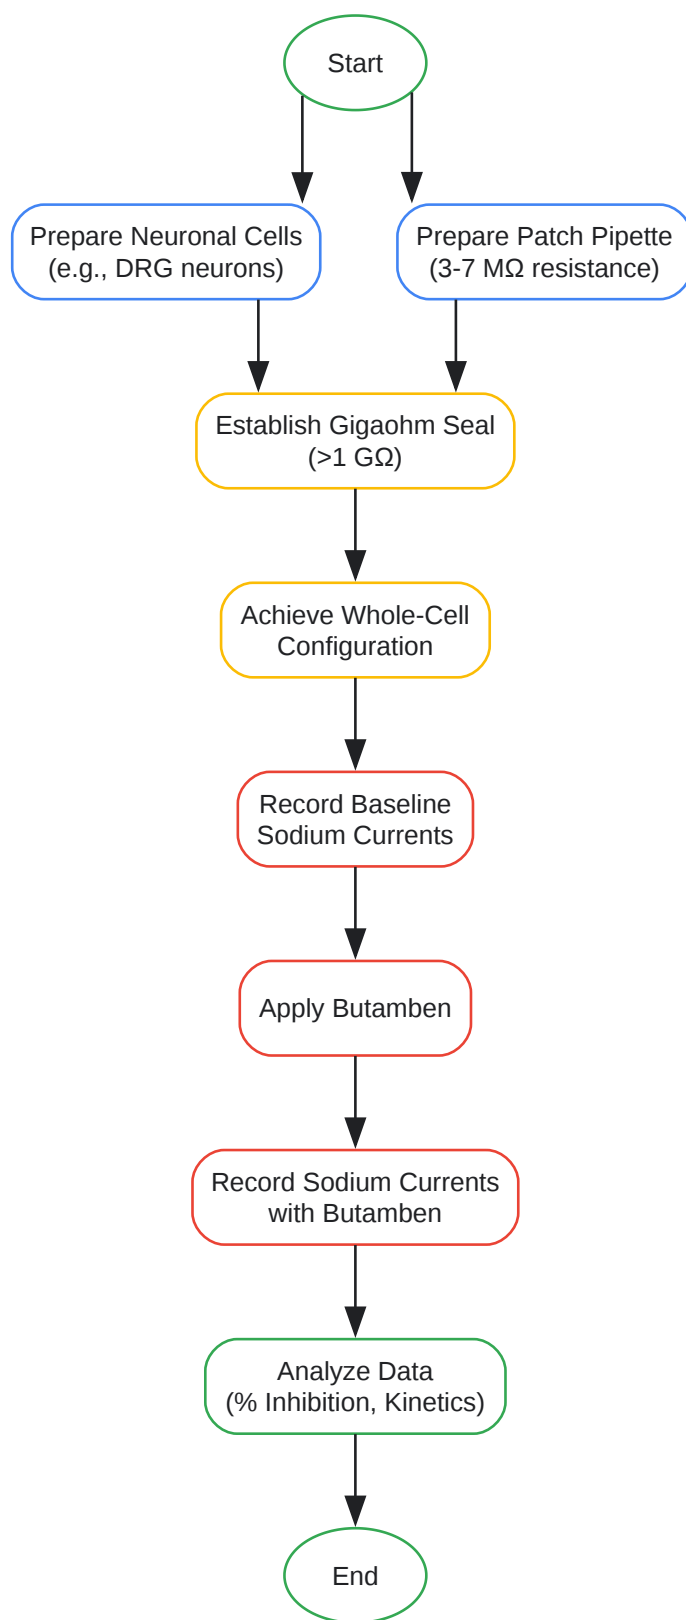 Start
Prepare Neuronal Cells
(e.g., DRG neurons)
Prepare Patch Pipette
(3-7 MΩ resistance)
Establish Gigaohm Seal
(>1 GΩ)
Achieve Whole-Cell
Configuration
Record Baseline
Sodium Currents
Apply Butamben
Record Sodium Currents
with Butamben
Analyze Data
(% Inhibition, Kinetics)
End